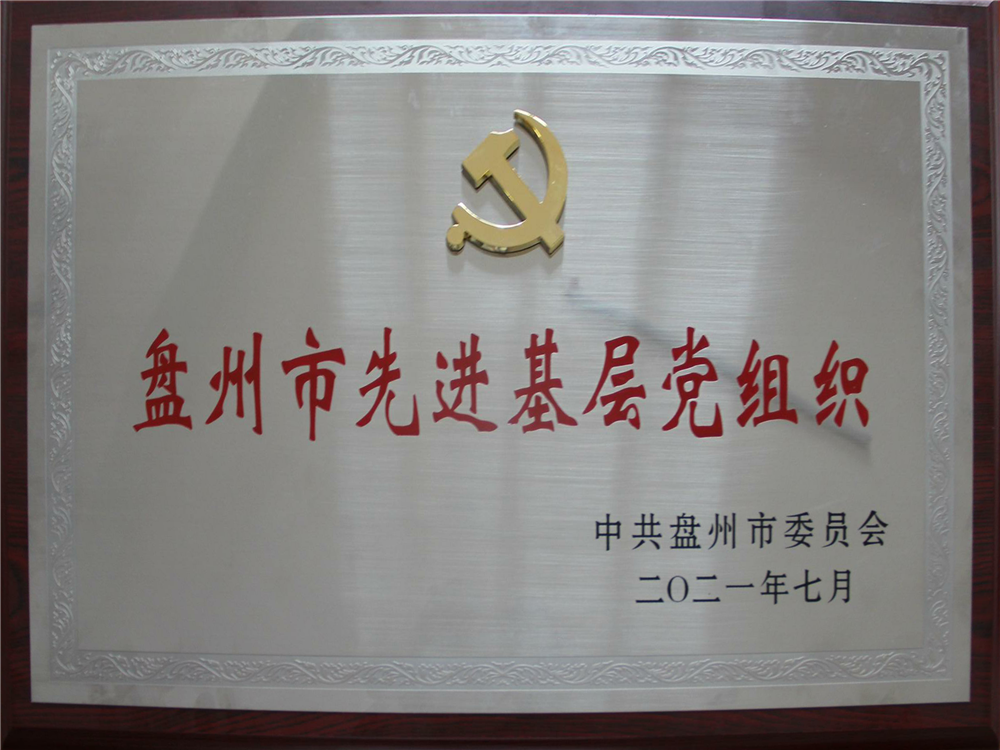 盘州市先进基层党组织
中共盘州市委员会
二〇二一年七月